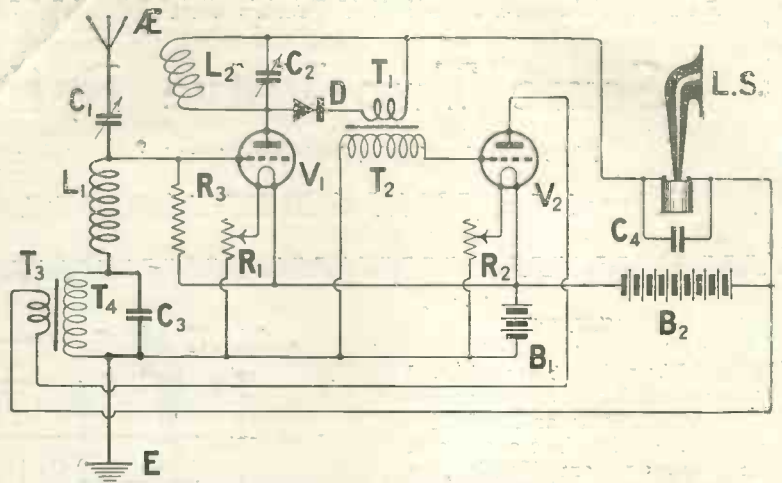 Æ
C₁
L₂
C₂
D
T₁
L.S.
L₁
V₁
T₂
V₂
C₄
R₃
R₁
R₂
T₃
T₄
C₃
B₁
B₂
E